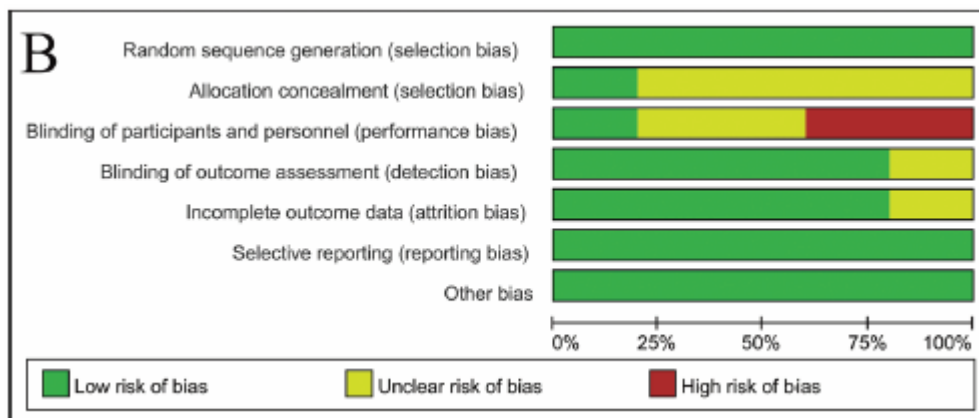 B
Random sequence generation (selection bias)
Allocation concealment (selection bias)
Blinding of participants and personnel (performance bias)
Blinding of outcome assessment (detection bias)
Incomplete outcome data (attrition bias)
Selective reporting (reporting bias)
Other bias
0% 25% 50% 75% 100%
Low risk of bias Unclear risk of bias High risk of bias